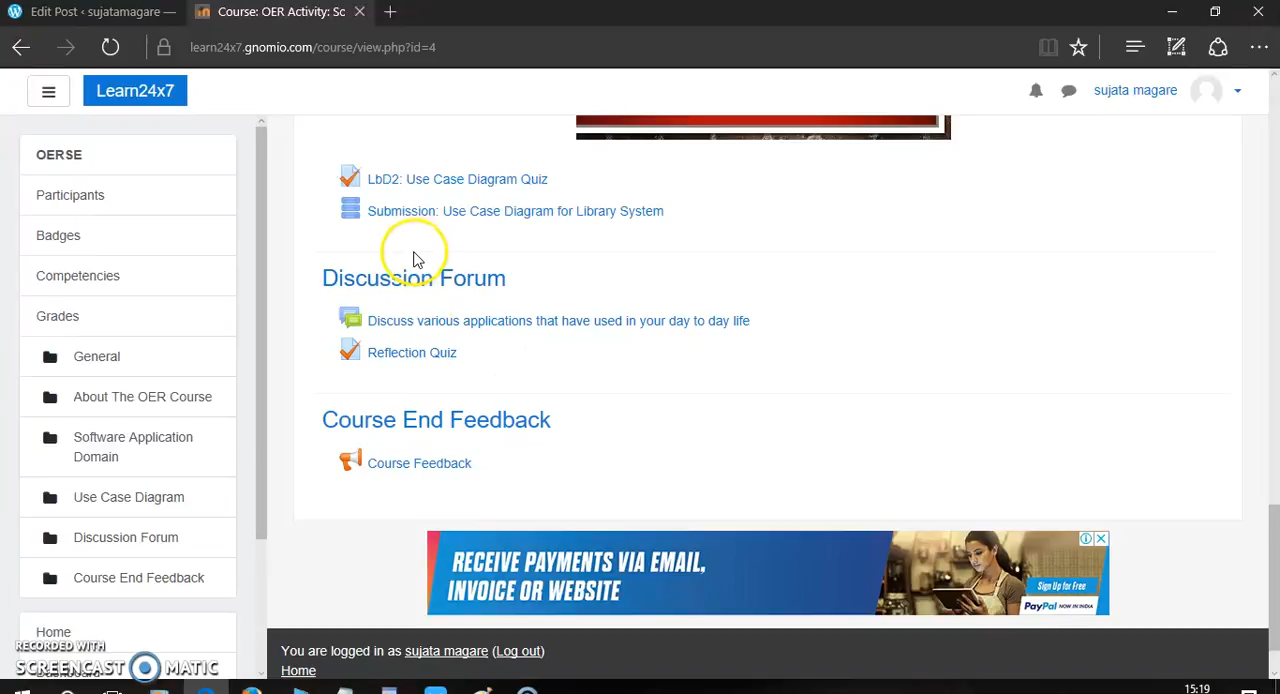 Edit Post ‹ sujatamagare —
Course: OER Activity: Sc
learn24x7.gnomio.com/course/view.php?id=4
Learn24x7
sujata magare
OERSE
Participants
Badges
Competencies
Grades
General
About The OER Course
Software Application
Domain
Use Case Diagram
Discussion Forum
Course End Feedback
Home
LbD2: Use Case Diagram Quiz
Submission: Use Case Diagram for Library System
Discussion Forum
Discuss various applications that have used in your day to day life
Reflection Quiz
Course End Feedback
Course Feedback
RECEIVE PAYMENTS VIA EMAIL,
INVOICE OR WEBSITE
Sign Up for Free
PayPal NOW IN INDIA
You are logged in as sujata magare (Log out)
Home
RECORDED WITH
SCREENCAST MATIC
15:19